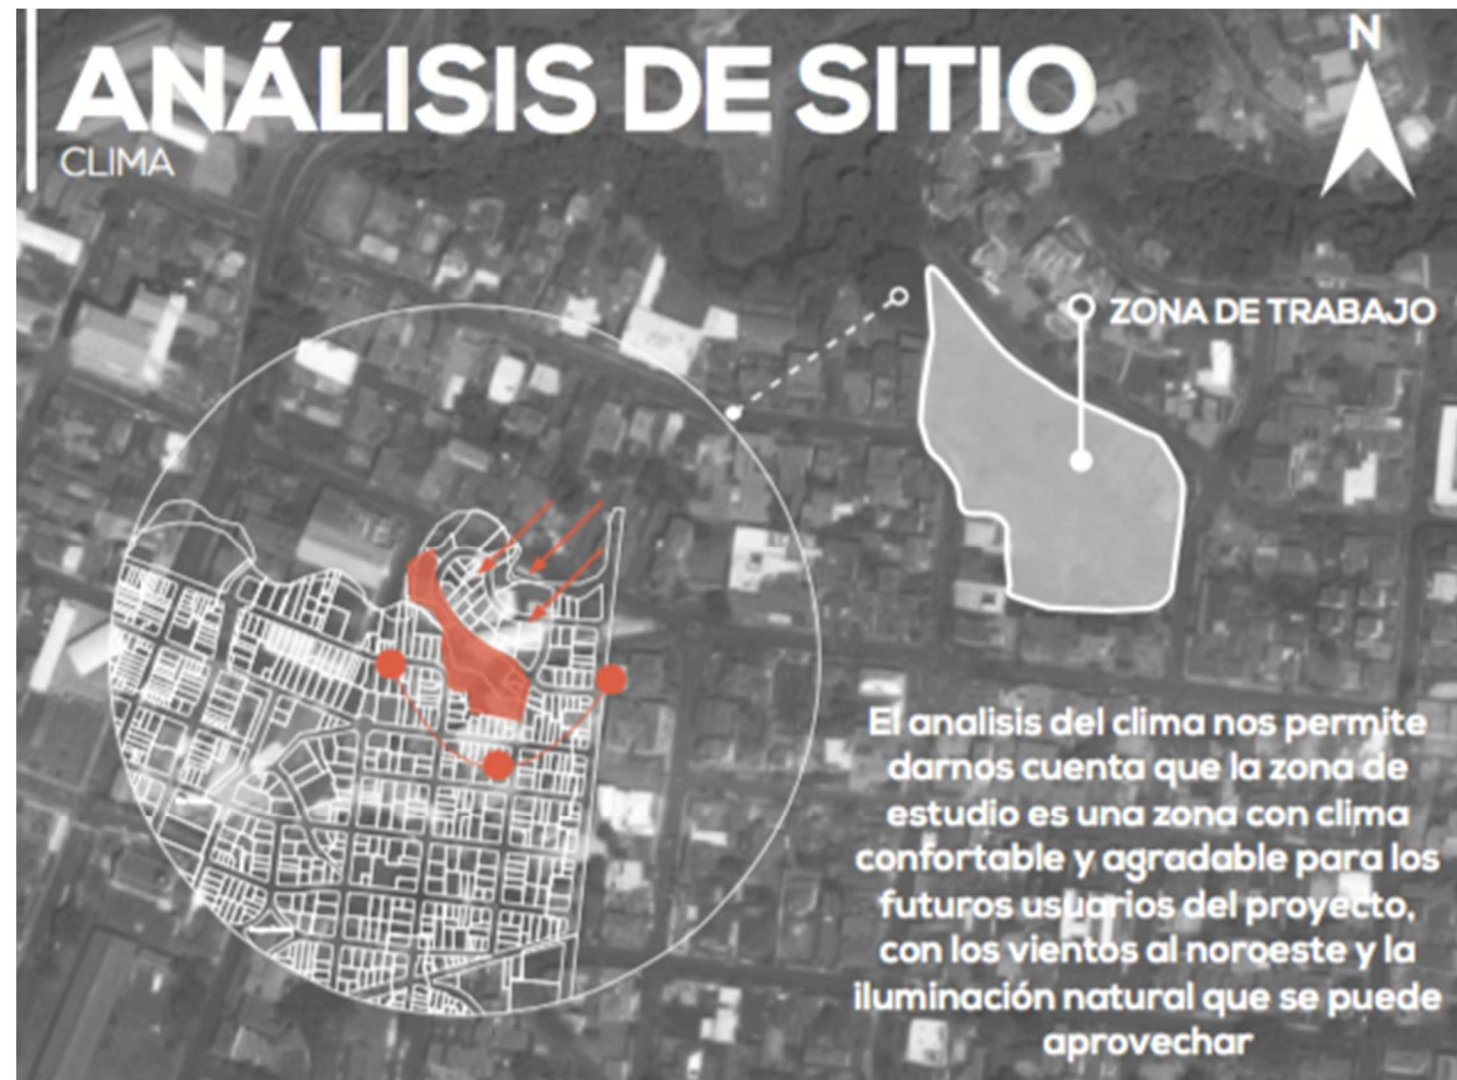 ANÁLISIS DE SITIO
CLIMA
N
ZONA DE TRABAJO
El analisis del clima nos permite
darnos cuenta que la zona de
estudio es una zona con clima
confortable y agradable para los
futuros usuarios del proyecto,
con los vientos al noroeste y la
iluminación natural que se puede
aprovechar